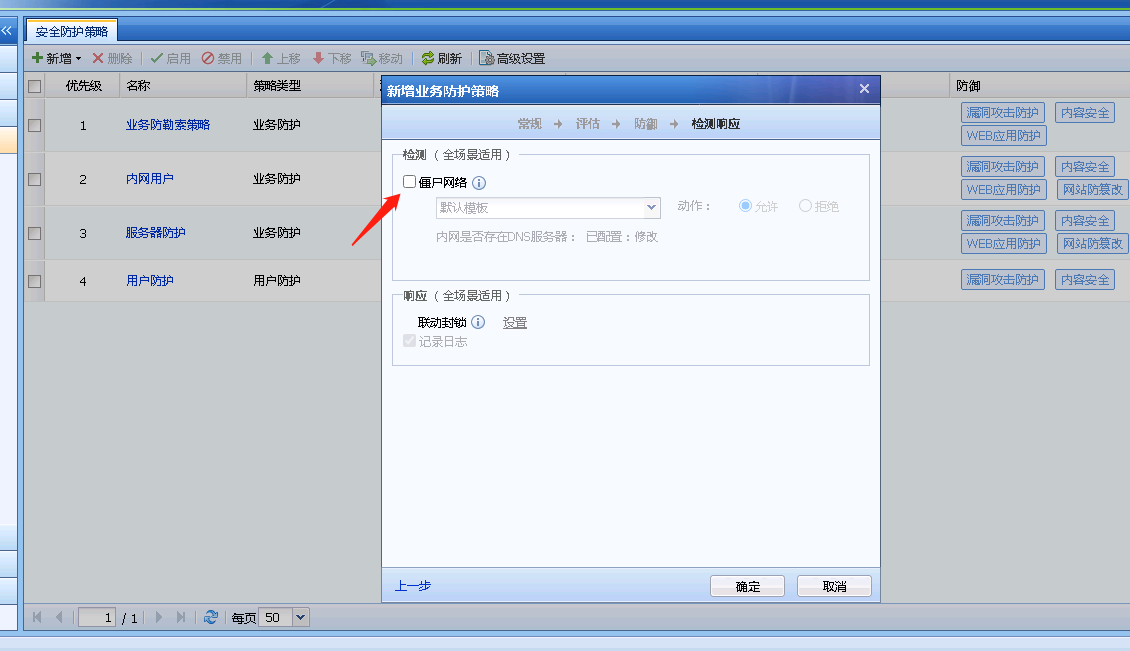 安全防护策略
新增 删除 启用 禁用 上移 下移 移动 刷新 高级设置
优先级 名称 策略类型 防御
1 业务防勒索策略 业务防护 漏洞攻击防护 内容安全
WEB应用防护
2 内网用户 业务防护 漏洞攻击防护 内容安全
WEB应用防护 网站防篡改
3 服务器防护 业务防护 漏洞攻击防护 内容安全
WEB应用防护 网站防篡改
4 用户防护 用户防护 漏洞攻击防护 内容安全
新增业务防护策略
常规 评估 防御 检测响应
检测（全场景适用）
僵尸网络
默认模板 动作： 允许 拒绝
内网是否存在DNS服务器： 已配置：修改
响应（全场景适用）
联动封锁 设置
记录日志
上一步 确定 取消
1 / 1 每页 50